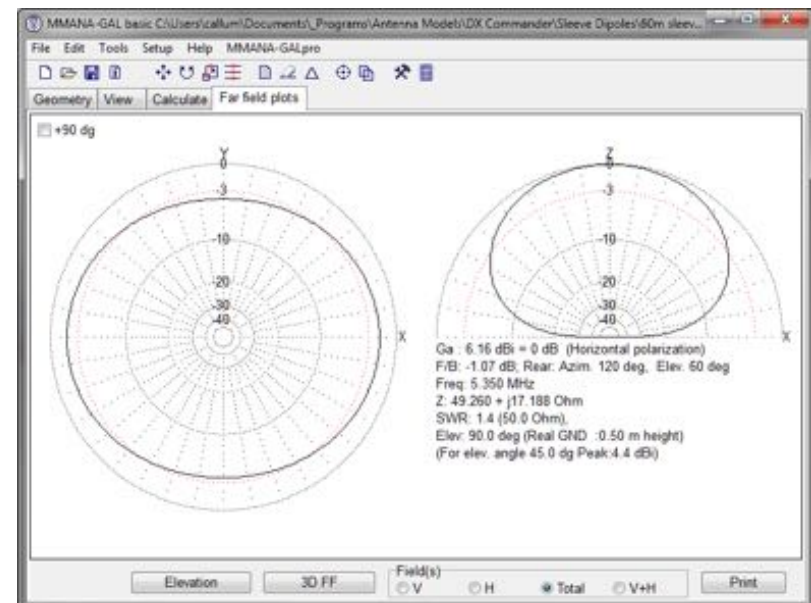 MMANA-GAL basic C:\Users\callum\Documents\_Programs\Antenna Models\DX Commander\Sleeve Dipoles\60m sleev...
File Edit Tools Setup Help MMANA-GALpro
Geometry View Calculate Far field plots
+90 dg
Y
0
-3
-10
-20
-30
-40
X
Z
0
-3
-10
-20
-30
-40
X
Ga : 6.16 dBi = 0 dB (Horizontal polarization)
F/B: -1.07 dB; Rear: Azim. 120 deg, Elev. 60 deg
Freq: 5.350 MHz
Z: 49.260 + j17.188 Ohm
SWR: 1.4 (50.0 Ohm),
Elev: 90.0 deg (Real GND :0.50 m height)
(For elev. angle 45.0 dg Peak:4.4 dBi)
Elevation 3D FF Field(s) V H Total V+H Print